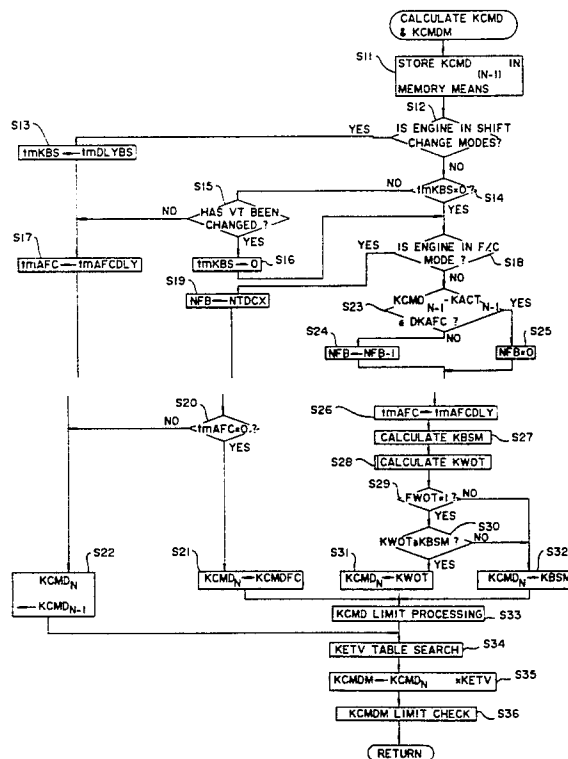 CALCULATE KCMD
& KCMDM
S11
STORE KCMD (N-1) IN
MEMORY MEANS
S12
IS ENGINE IN SHIFT
CHANGE MODES?
YES
NO
S13
tmKBS ← tmDLYBS
tmKBS=0?
S14
NO
YES
S15
HAS VT BEEN
CHANGED ?
NO
YES
S16
tmKBS ← 0
S17
tmAFC ← tmAFCDLY
IS ENGINE IN F/C
MODE ?
S18
YES
NO
S19
NFB ← NTDCX
S23
KCMD N-1 - KACT N-1
DKAFC ?
YES
NO
S24
NFB ← NFB-1
S25
NFB=0
S20
tmAFC=0 ?
NO
YES
S26
tmAFC ← tmAFCDLY
CALCULATE KBSM
S27
S28
CALCULATE KWOT
S29
FWOT=1 ?
NO
YES
S30
KWOT KBSM ?
NO
YES
S22
KCMD N
← KCMD N-1
S21
KCMD N ← KCMDFC
S31
KCMD N ← KWOT
S32
KCMD N ← KBSM
KCMD LIMIT PROCESSING
S33
KETV TABLE SEARCH
S34
KCMDM ← KCMD N ×KETV
S35
KCMDM LIMIT CHECK
S36
RETURN